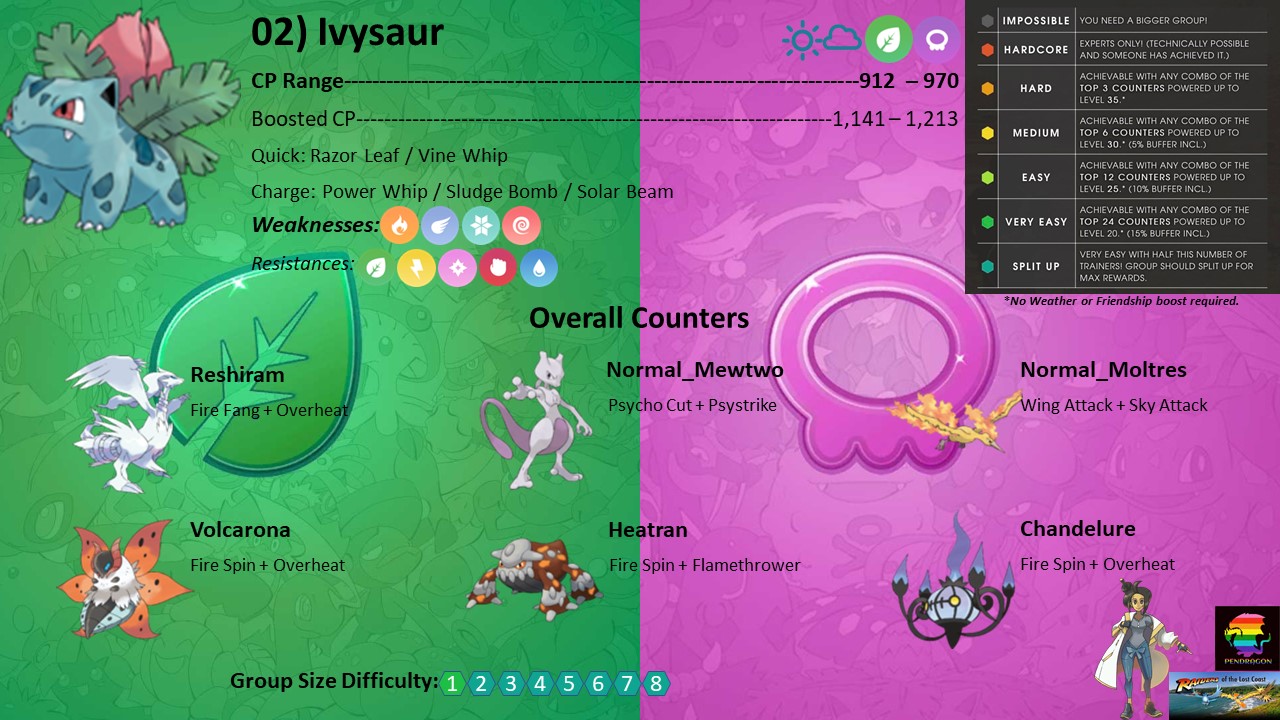 02) Ivysaur
CP Range--------------------------------------------------------------------------912 – 970
Boosted CP--------------------------------------------------------------------1,141 – 1,213
Quick: Razor Leaf / Vine Whip
Charge: Power Whip / Sludge Bomb / Solar Beam
Weaknesses:
Resistances:
IMPOSSIBLE YOU NEED A BIGGER GROUP!
HARDCORE EXPERTS ONLY! (TECHNICALLY POSSIBLE
AND SOMEONE HAS ACHIEVED IT.)
HARD ACHIEVABLE WITH ANY COMBO OF THE
TOP 3 COUNTERS POWERED UP TO
LEVEL 35.*
MEDIUM ACHIEVABLE WITH ANY COMBO OF THE
TOP 6 COUNTERS POWERED UP TO
LEVEL 30.* (5% BUFFER INCL.)
EASY ACHIEVABLE WITH ANY COMBO OF THE
TOP 12 COUNTERS POWERED UP TO
LEVEL 25.* (10% BUFFER INCL.)
VERY EASY ACHIEVABLE WITH ANY COMBO OF THE
TOP 24 COUNTERS POWERED UP TO
LEVEL 20.* (15% BUFFER INCL.)
SPLIT UP VERY EASY WITH HALF THIS NUMBER OF
TRAINERS! GROUP SHOULD SPLIT UP FOR
MAX REWARDS.
*No Weather or Friendship boost required.
Overall Counters
Reshiram
Fire Fang + Overheat
Normal_Mewtwo
Psycho Cut + Psystrike
Normal_Moltres
Wing Attack + Sky Attack
Volcarona
Fire Spin + Overheat
Heatran
Fire Spin + Flamethrower
Chandelure
Fire Spin + Overheat
Group Size Difficulty: 1 2 3 4 5 6 7 8
PENDRAGON
RAIDERS of the Lost Coast